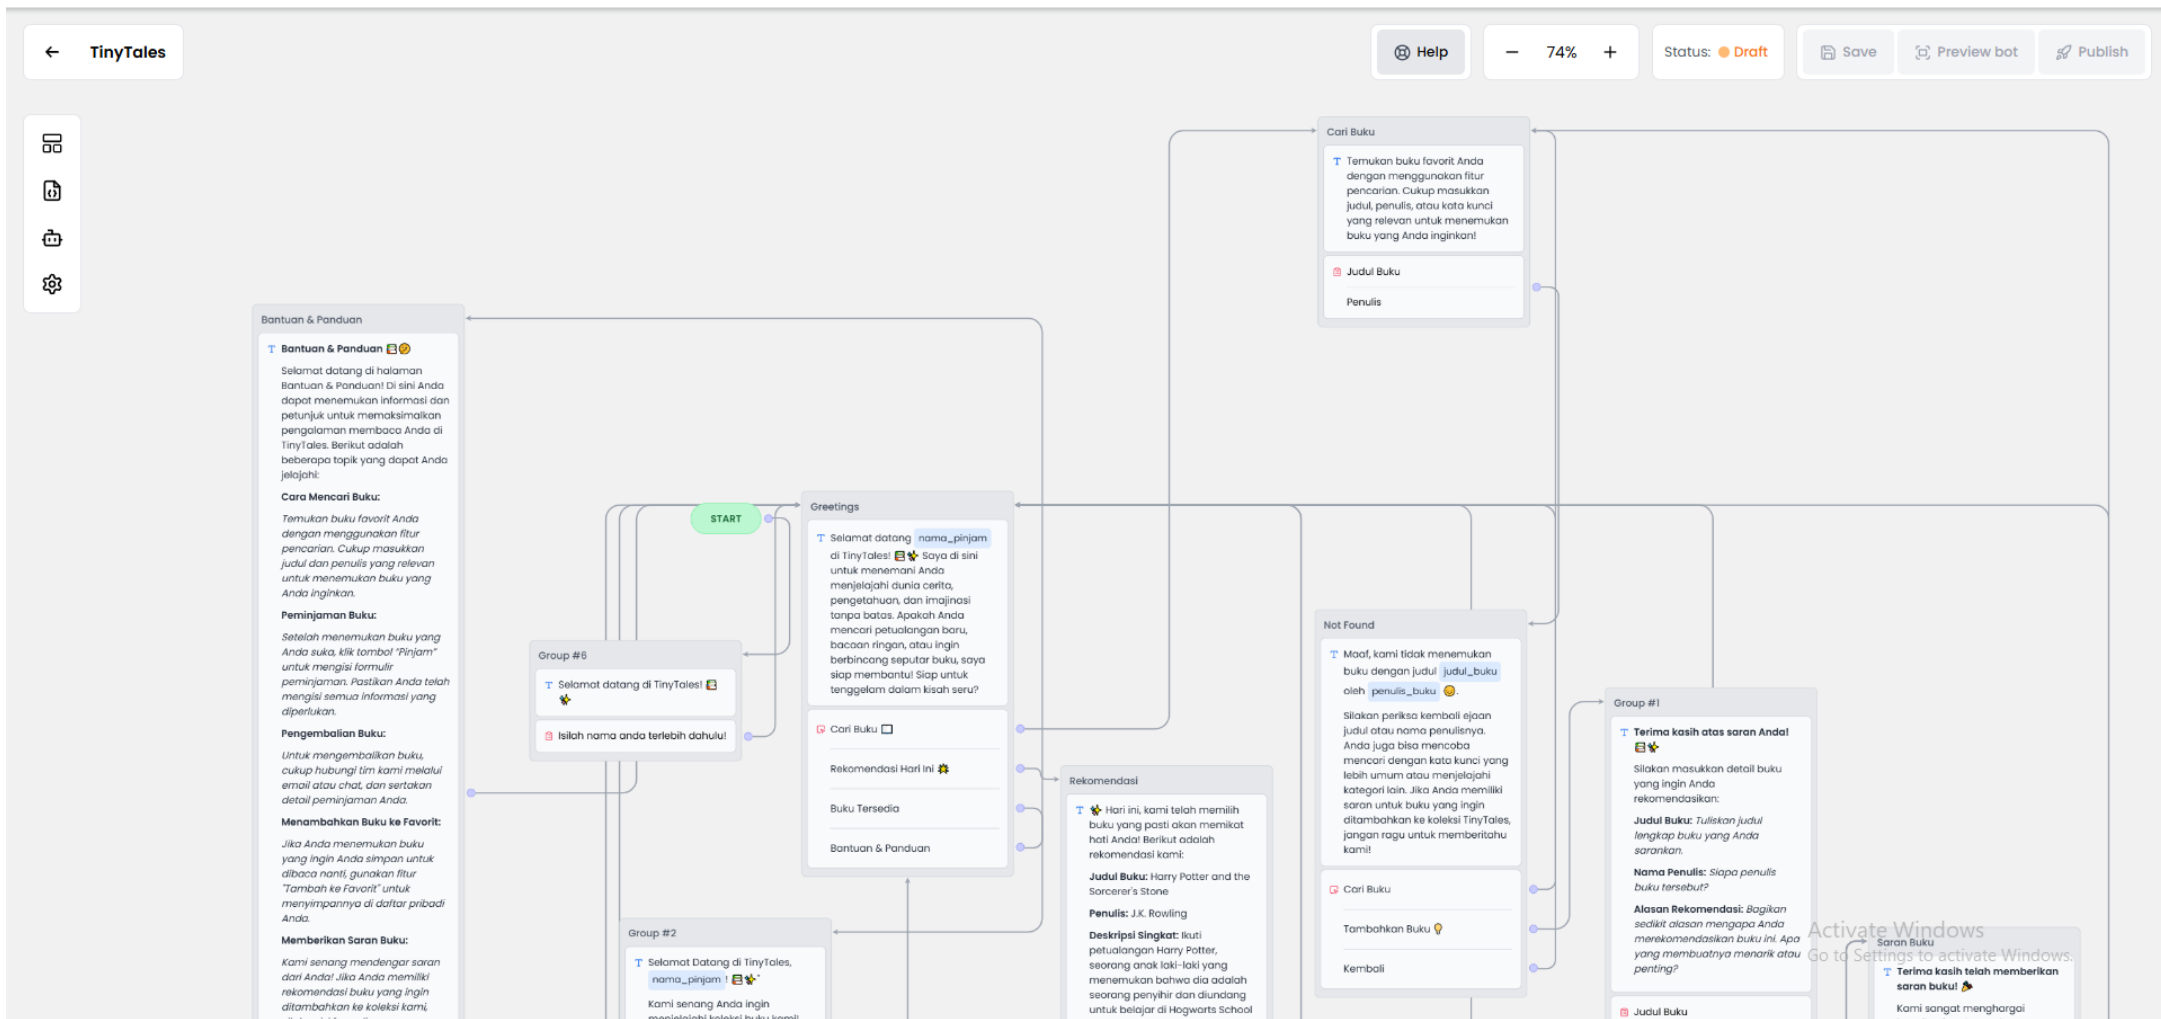 TinyTales
Help
74%
Status: Draft
Save
Preview bot
Publish
Cari Buku
Temukan buku favorit Anda
dengan menggunakan fitur
pencarian. Cukup masukkan
judul, penulis, atau kata kunci
yang relevan untuk menemukan
buku yang Anda inginkan!
Judul Buku
Penulis
Bantuan & Panduan
Bantuan & Panduan
Selamat datang di halaman
Bantuan & Panduan! Di sini Anda
dapat menemukan informasi dan
petunjuk untuk memaksimalkan
pengalaman membaca Anda di
TinyTales. Berikut adalah
beberapa topik yang dapat Anda
jelajahi:
Cara Mencari Buku:
Temukan buku favorit Anda
dengan menggunakan fitur
pencarian. Cukup masukkan
judul dan penulis yang relevan
untuk menemukan buku yang
Anda inginkan.
Peminjaman Buku:
Setelah menemukan buku yang
Anda suka, klik tombol "Pinjam"
untuk mengisi formulir
peminjaman. Pastikan Anda telah
mengisi semua informasi yang
diperlukan.
Pengembalian Buku:
Untuk mengembalikan buku,
cukup hubungi tim kami melalui
email atau chat, dan sertakan
detail peminjaman Anda.
Menambahkan Buku ke Favorit:
Jika Anda menemukan buku
yang ingin Anda simpan untuk
dibaca nanti, gunakan fitur
"Tambah ke Favorit" untuk
menyimpannya di daftar pribadi
Anda.
Memberikan Saran Buku:
Kami senang mendengar saran
dari Anda! Jika Anda memiliki
rekomendasi buku yang ingin
ditambahkan ke koleksi kami,
START
Group #6
Selamat datang di TinyTales!
Isilah nama anda terlebih dahulu!
Greetings
Selamat datang nama_pinjam
di TinyTales! Saya di sini
untuk menemani Anda
menjelajahi dunia cerita,
pengetahuan, dan imajinasi
tanpa batas. Apakah Anda
mencari petualangan baru,
bacaan ringan, atau ingin
berbincang seputar buku, saya
siap membantu! Siap untuk
tenggelam dalam kisah seru?
Cari Buku
Rekomendasi Hari Ini
Buku Tersedia
Bantuan & Panduan
Group #2
Selamat Datang di TinyTales,
nama_pinjam !"
Kami senang Anda ingin
menjelajahi koleksi buku kami!
Rekomendasi
Hari ini, kami telah memilih
buku yang pasti akan memikat
hati Anda! Berikut adalah
rekomendasi kami:
Judul Buku: Harry Potter and the
Sorcerer's Stone
Penulis: J.K. Rowling
Deskripsi Singkat: Ikuti
petualangan Harry Potter,
seorang anak laki-laki yang
menemukan bahwa dia adalah
seorang penyihir dan diundang
untuk belajar di Hogwarts School
Not Found
Maaf, kami tidak menemukan
buku dengan judul judul_buku
oleh penulis_buku .
Silakan periksa kembali ejaan
judul atau nama penulisnya.
Anda juga bisa mencoba
mencari dengan kata kunci yang
lebih umum atau menjelajahi
kategori lain. Jika Anda memiliki
saran untuk buku yang ingin
ditambahkan ke koleksi TinyTales,
jangan ragu untuk memberitahu
kami!
Cari Buku
Tambahkan Buku
Kembali
Group #1
Terima kasih atas saran Anda!
Silakan masukkan detail buku
yang ingin Anda
rekomendasikan:
Judul Buku: Tuliskan judul
lengkap buku yang Anda
sarankan.
Nama Penulis: Siapa penulis
buku tersebut?
Alasan Rekomendasi: Bagikan
sedikit alasan mengapa Anda
merekomendasikan buku ini. Apa
yang membuatnya menarik atau
penting?
Judul Buku
Saran Buku
Terima kasih telah memberikan
saran buku!
Kami sangat menghargai
Activate Windows
Go to Settings to activate Windows.